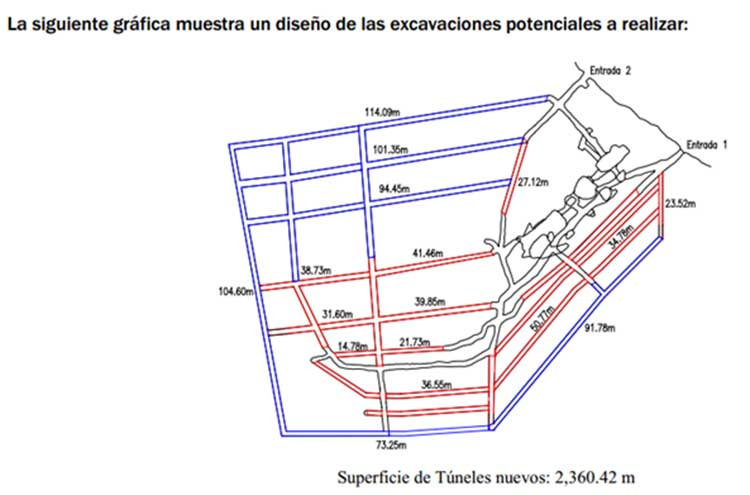 La siguiente gráfica muestra un diseño de las excavaciones potenciales a realizar:
Entrada 2
114.09m
Entrada 1
101.35m
27.12m
94.45m
23.52m
34.78m
41.46m
38.73m
104.60m
39.85m
31.60m
50.77m
91.78m
14.78m
21.73m
36.55m
73.25m
Superficie de Túneles nuevos: 2,360.42 m